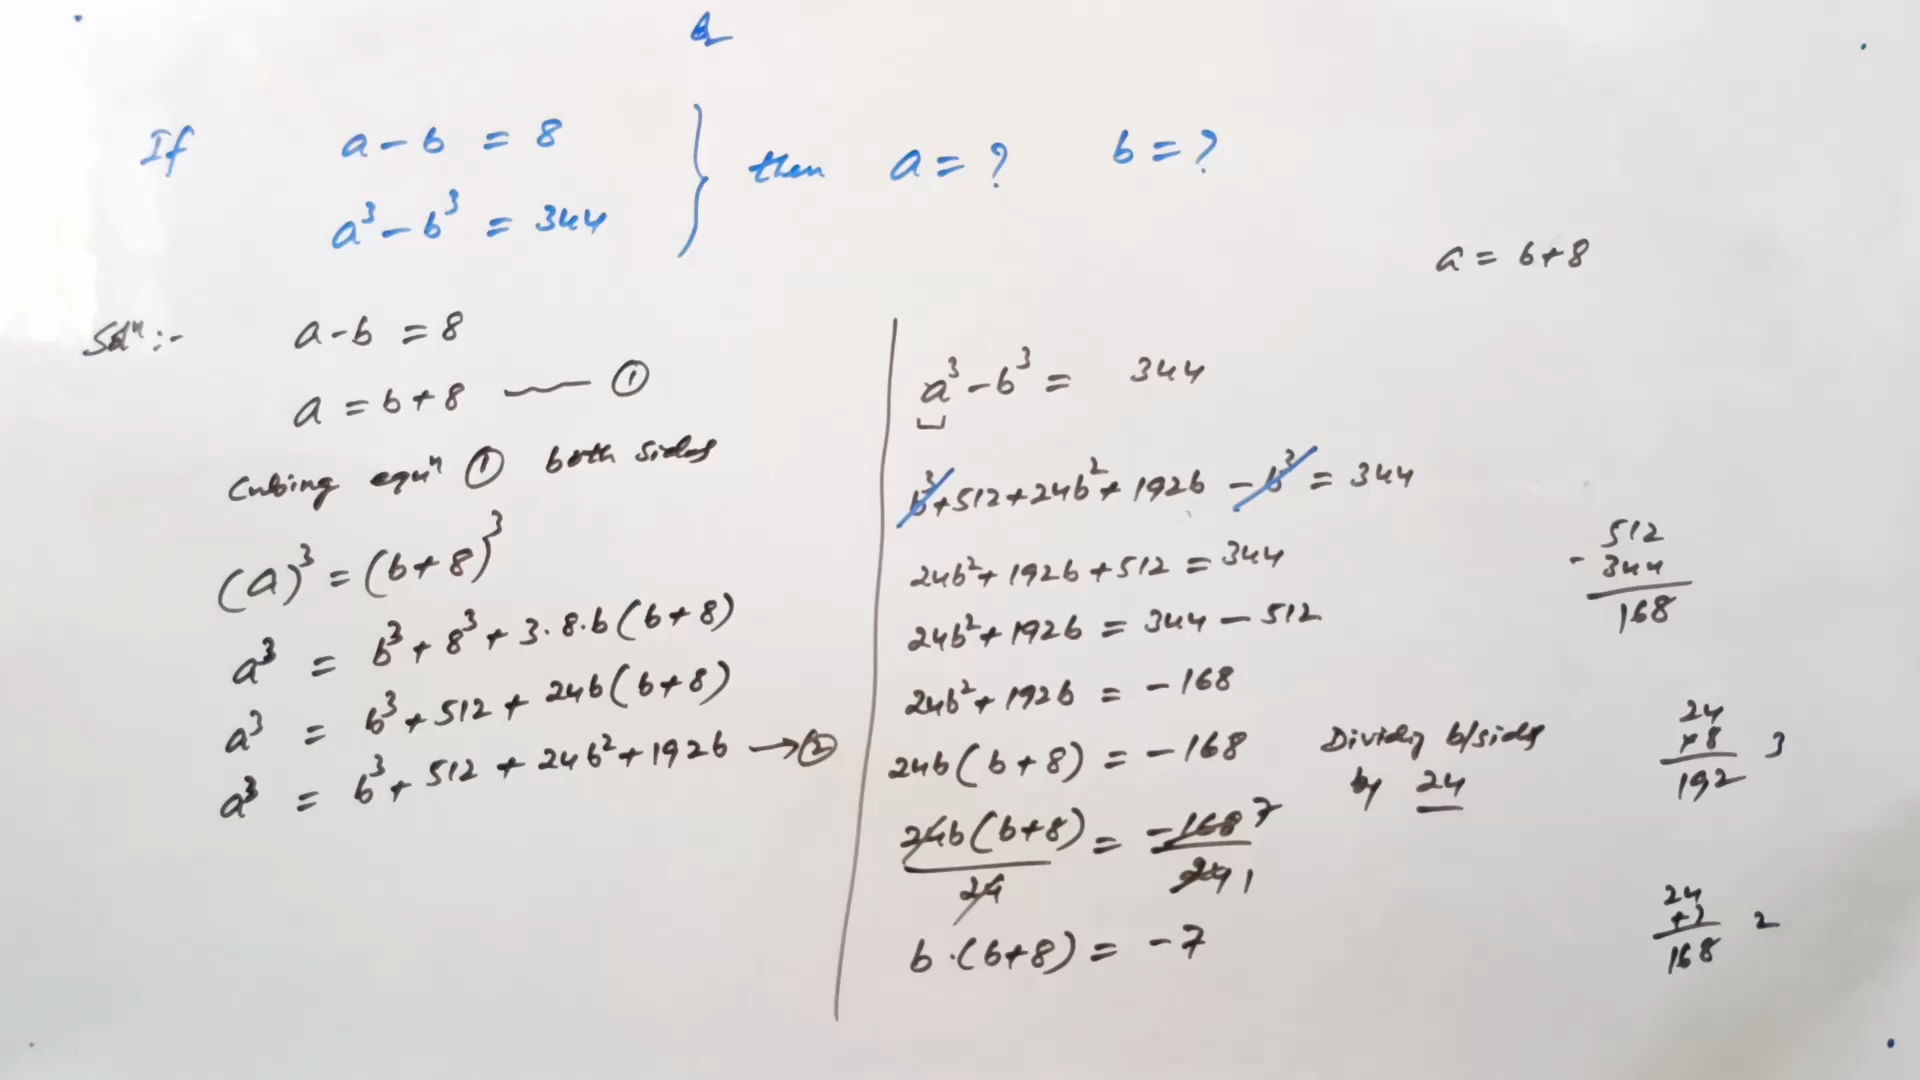 If a - b = 8
a³ - b³ = 344 } then a = ? b = ?
Solⁿ :- a - b = 8
a = b + 8 —— ①
Cubing equⁿ ① both sides
(a)³ = (b + 8)³
a³ = b³ + 8³ + 3.8.b (b + 8)
a³ = b³ + 512 + 24b (b + 8)
a³ = b³ + 512 + 24b² + 192b → ②
a = b + 8
a³ - b³ = 344
b³ + 512 + 24b² + 192b - b³ = 344
24b² + 192b + 512 = 344
24b² + 192b = 344 - 512
24b² + 192b = - 168
24b (b + 8) = - 168 Dividing b/sides
by 24
24b (b + 8) / 24 = -168 7 / 24 1
b . (b + 8) = - 7
512
- 344
168
24
× 8 3
192
24
×7 2
168